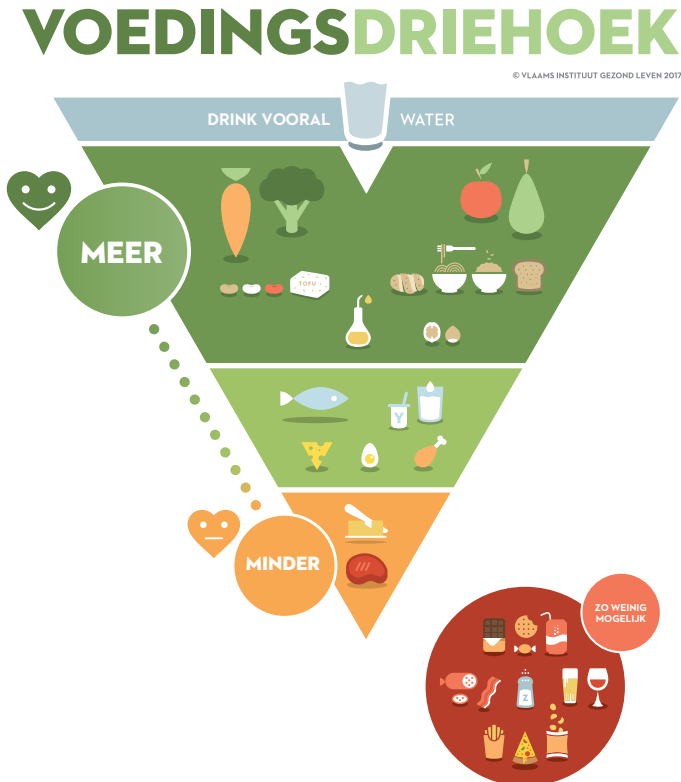 VOEDINGSDRIEHOEK
© VLAAMS INSTITUUT GEZOND LEVEN 2017
DRINK VOORAL WATER
MEER
TOFU
Y
MINDER
ZO WEINIG
MOGELIJK
Z